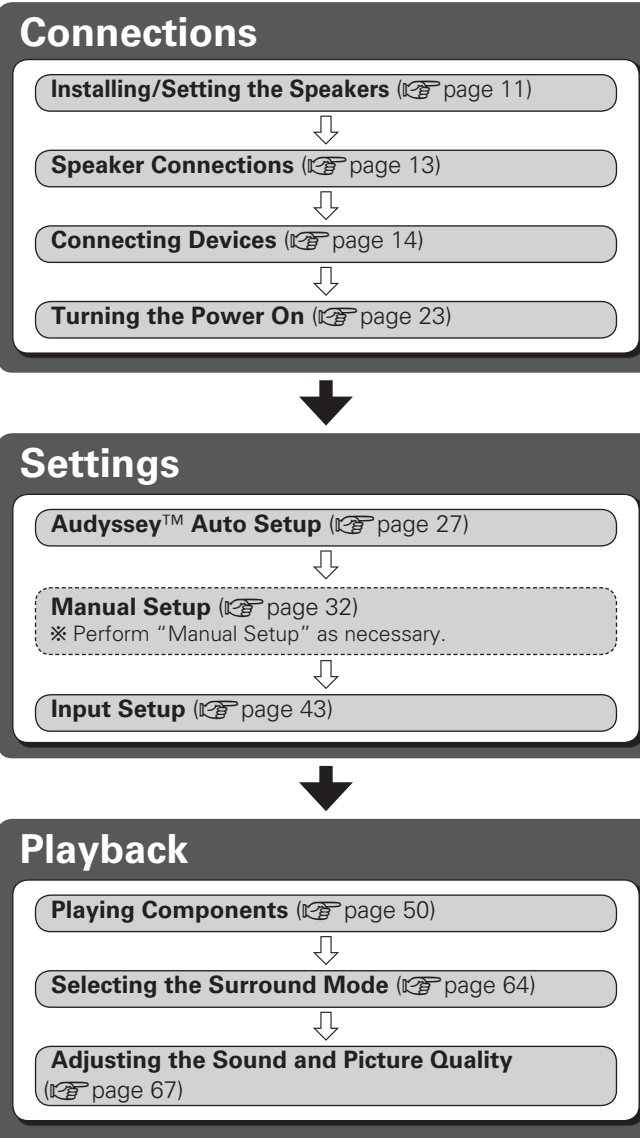 Connections
Installing/Setting the Speakers (☞page 11)
Speaker Connections (☞page 13)
Connecting Devices (☞page 14)
Turning the Power On (☞page 23)
Settings
Audyssey™ Auto Setup (☞page 27)
Manual Setup (☞page 32)
※ Perform “Manual Setup” as necessary.
Input Setup (☞page 43)
Playback
Playing Components (☞page 50)
Selecting the Surround Mode (☞page 64)
Adjusting the Sound and Picture Quality
(☞page 67)